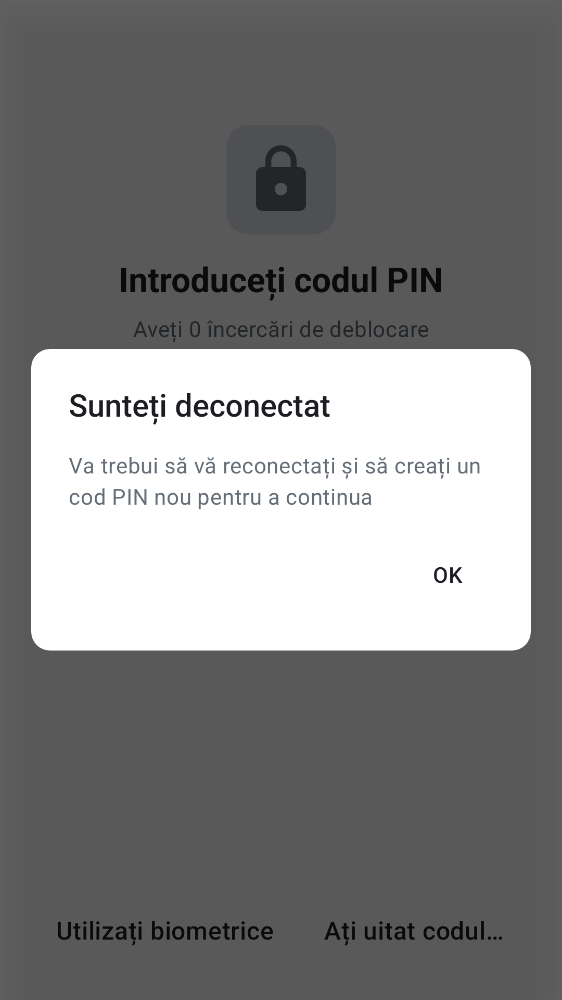 Introduceți codul PIN
Aveți 0 încercări de deblocare
Sunteți deconectat
Va trebui să vă reconectați și să creați un
cod PIN nou pentru a continua
OK
Utilizați biometrice
Ați uitat codul…